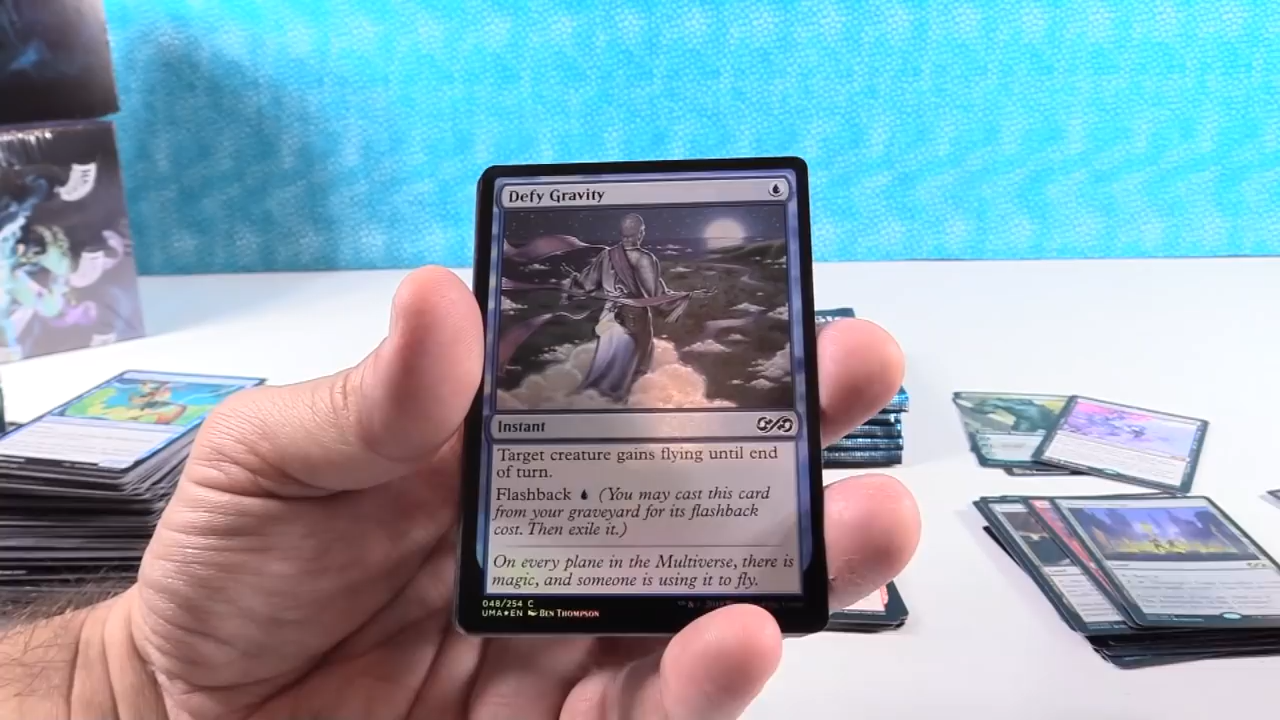 Defy Gravity
Instant
Target creature gains flying until end
of turn.
Flashback (You may cast this card
from your graveyard for its flashback
cost. Then exile it.)
On every plane in the Multiverse, there is
magic, and someone is using it to fly.
048/254 C
UMA★EN Ben Thompson